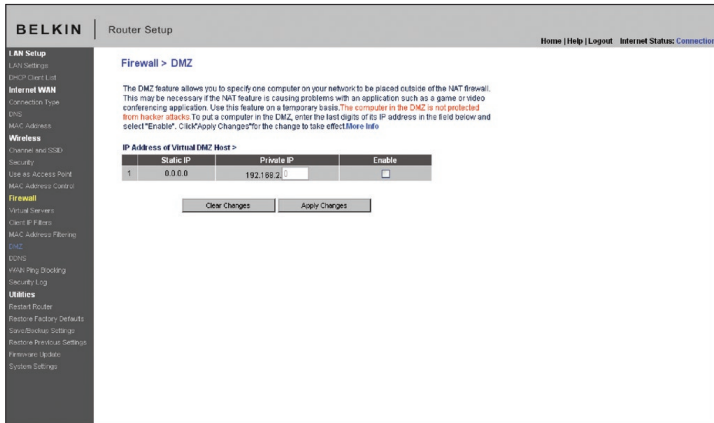 BELKIN
Router Setup
Home | Help | Logout Internet Status: Connection
LAN Setup
LAN Settings
DHCP Client List
Internet WAN
Connection Type
DNS
MAC Address
Wireless
Channel and SSID
Security
Use as Access Point
MAC Address Control
Firewall
Virtual Servers
Client IP Filters
MAC Address Filtering
DMZ
DDNS
WAN Ping Blocking
Security Log
Utilities
Restart Router
Restore Factory Defaults
Save/Backup Settings
Restore Previous Settings
Firmware Update
System Settings
Firewall > DMZ
The DMZ feature allows you to specify one computer on your network to be placed outside of the NAT firewall.
This may be necessary if the NAT feature is causing problems with an application such as a game or video
conferencing application. Use this feature on a temporary basis.The computer in the DMZ is not protected
from hacker attacks.To put a computer in the DMZ, enter the last digits of its IP address in the field below and
select "Enable". Click"Apply Changes"for the change to take effect.More Info
IP Address of Virtual DMZ Host >
Static IP Private IP Enable
1 0.0.0.0 192.168.2. 0
Clear Changes Apply Changes